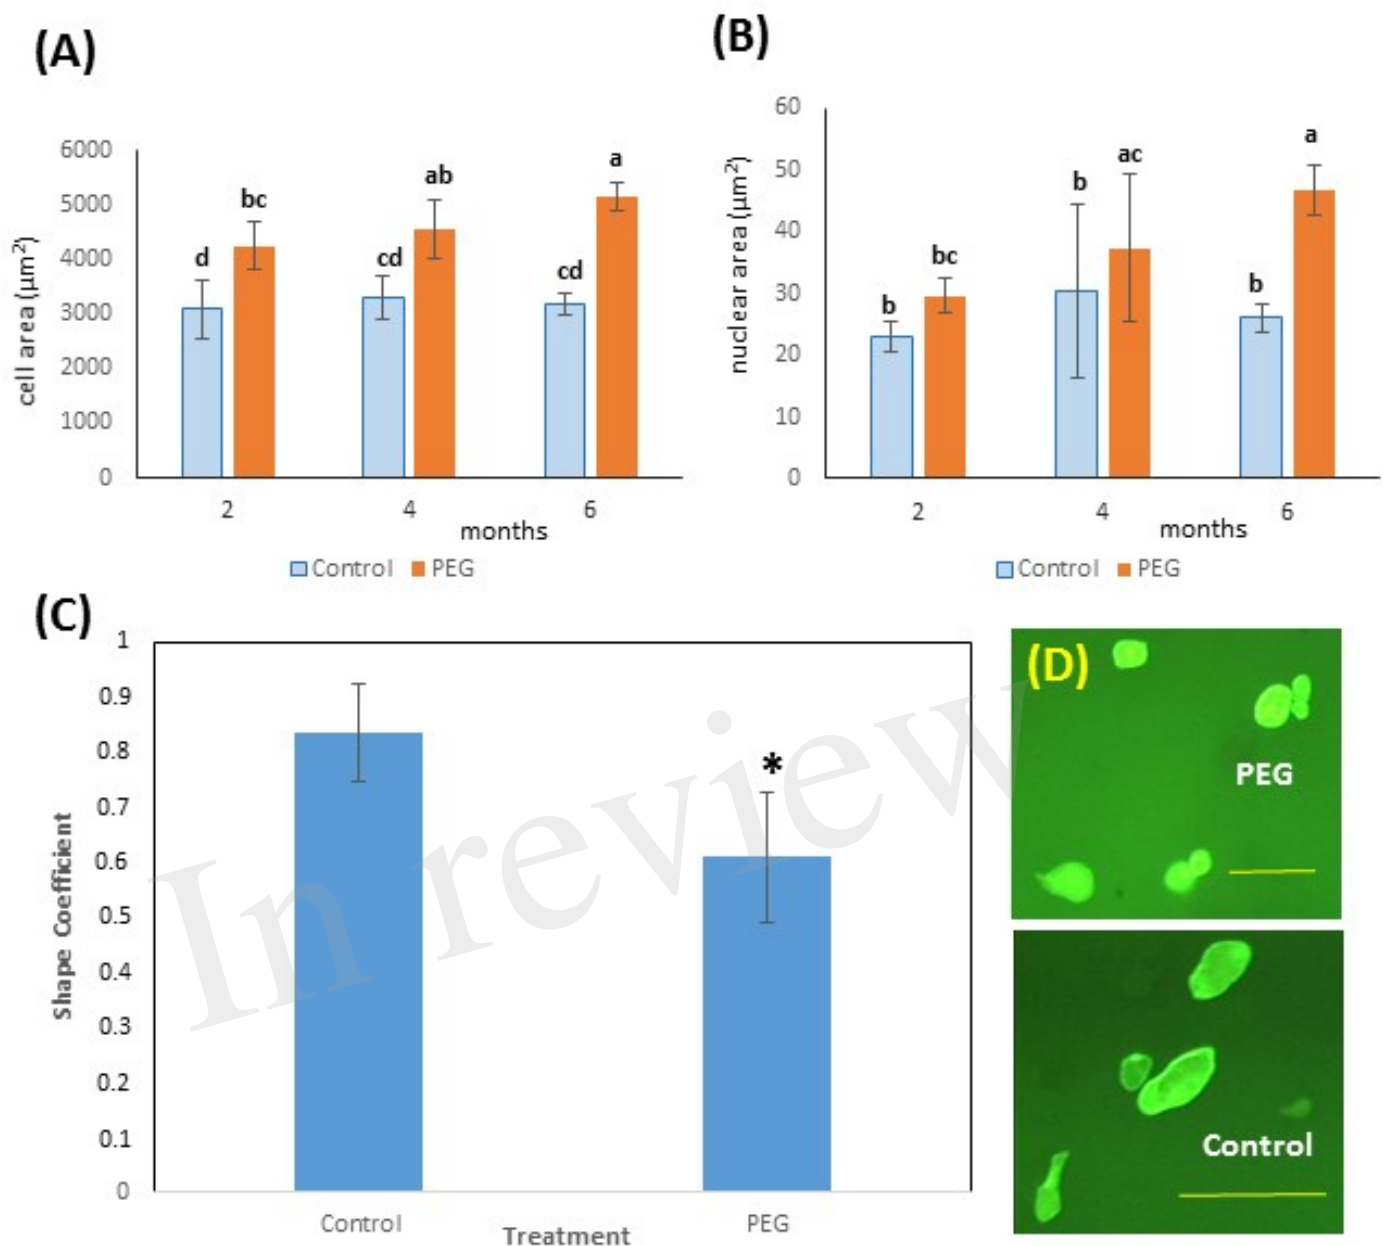 (A)
cell area (µm²)
6000
5000
4000
3000
2000
1000
0
d
bc
cd
ab
cd
a
2
4
6
months
Control
PEG
(B)
nuclear area (µm²)
60
50
40
30
20
10
0
b
bc
b
ac
b
a
2
4
6
months
Control
PEG
(C)
Shape Coefficient
1
0.9
0.8
0.7
0.6
0.5
0.4
0.3
0.2
0.1
0
*
Control
PEG
Treatment
In review
(D)
PEG
Control